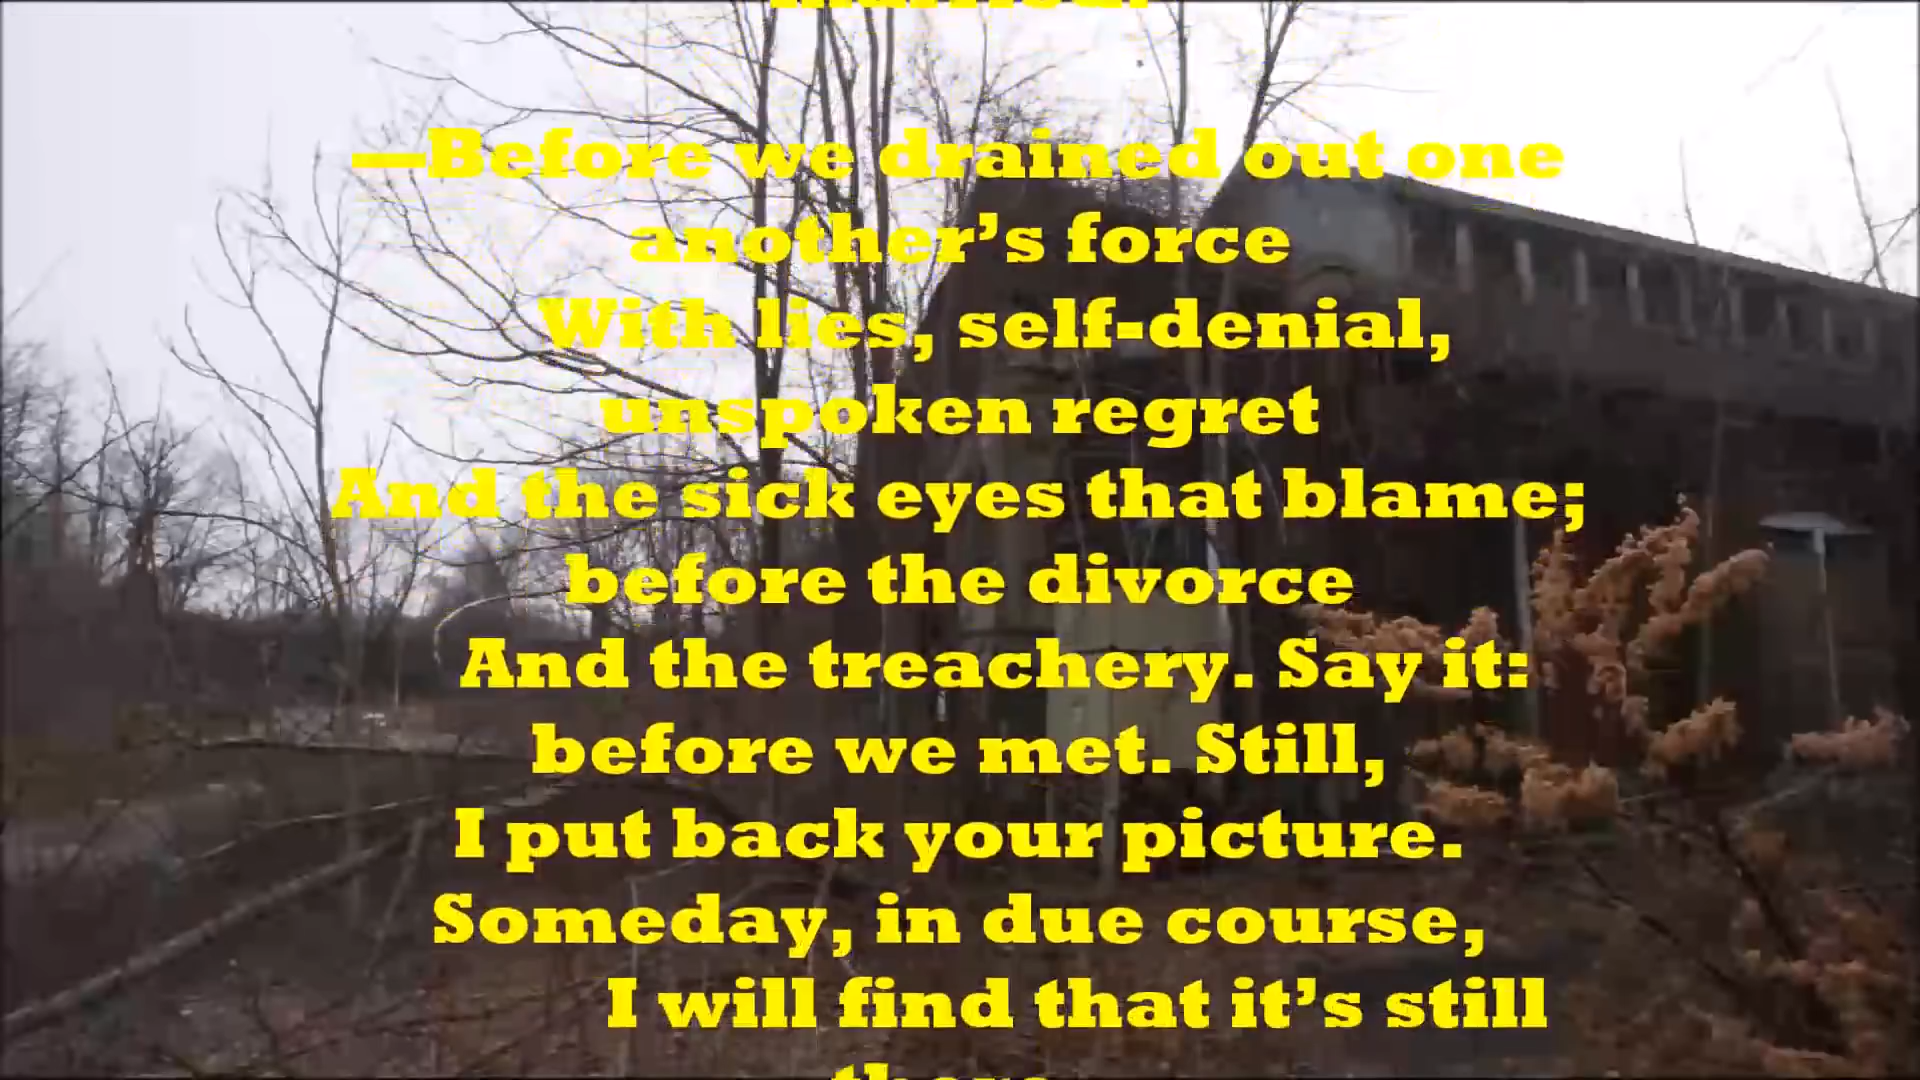 —Before we drained out one
another’s force
With lies, self-denial,
unspoken regret
And the sick eyes that blame;
before the divorce
And the treachery. Say it:
before we met. Still,
I put back your picture.
Someday, in due course,
I will find that it’s still